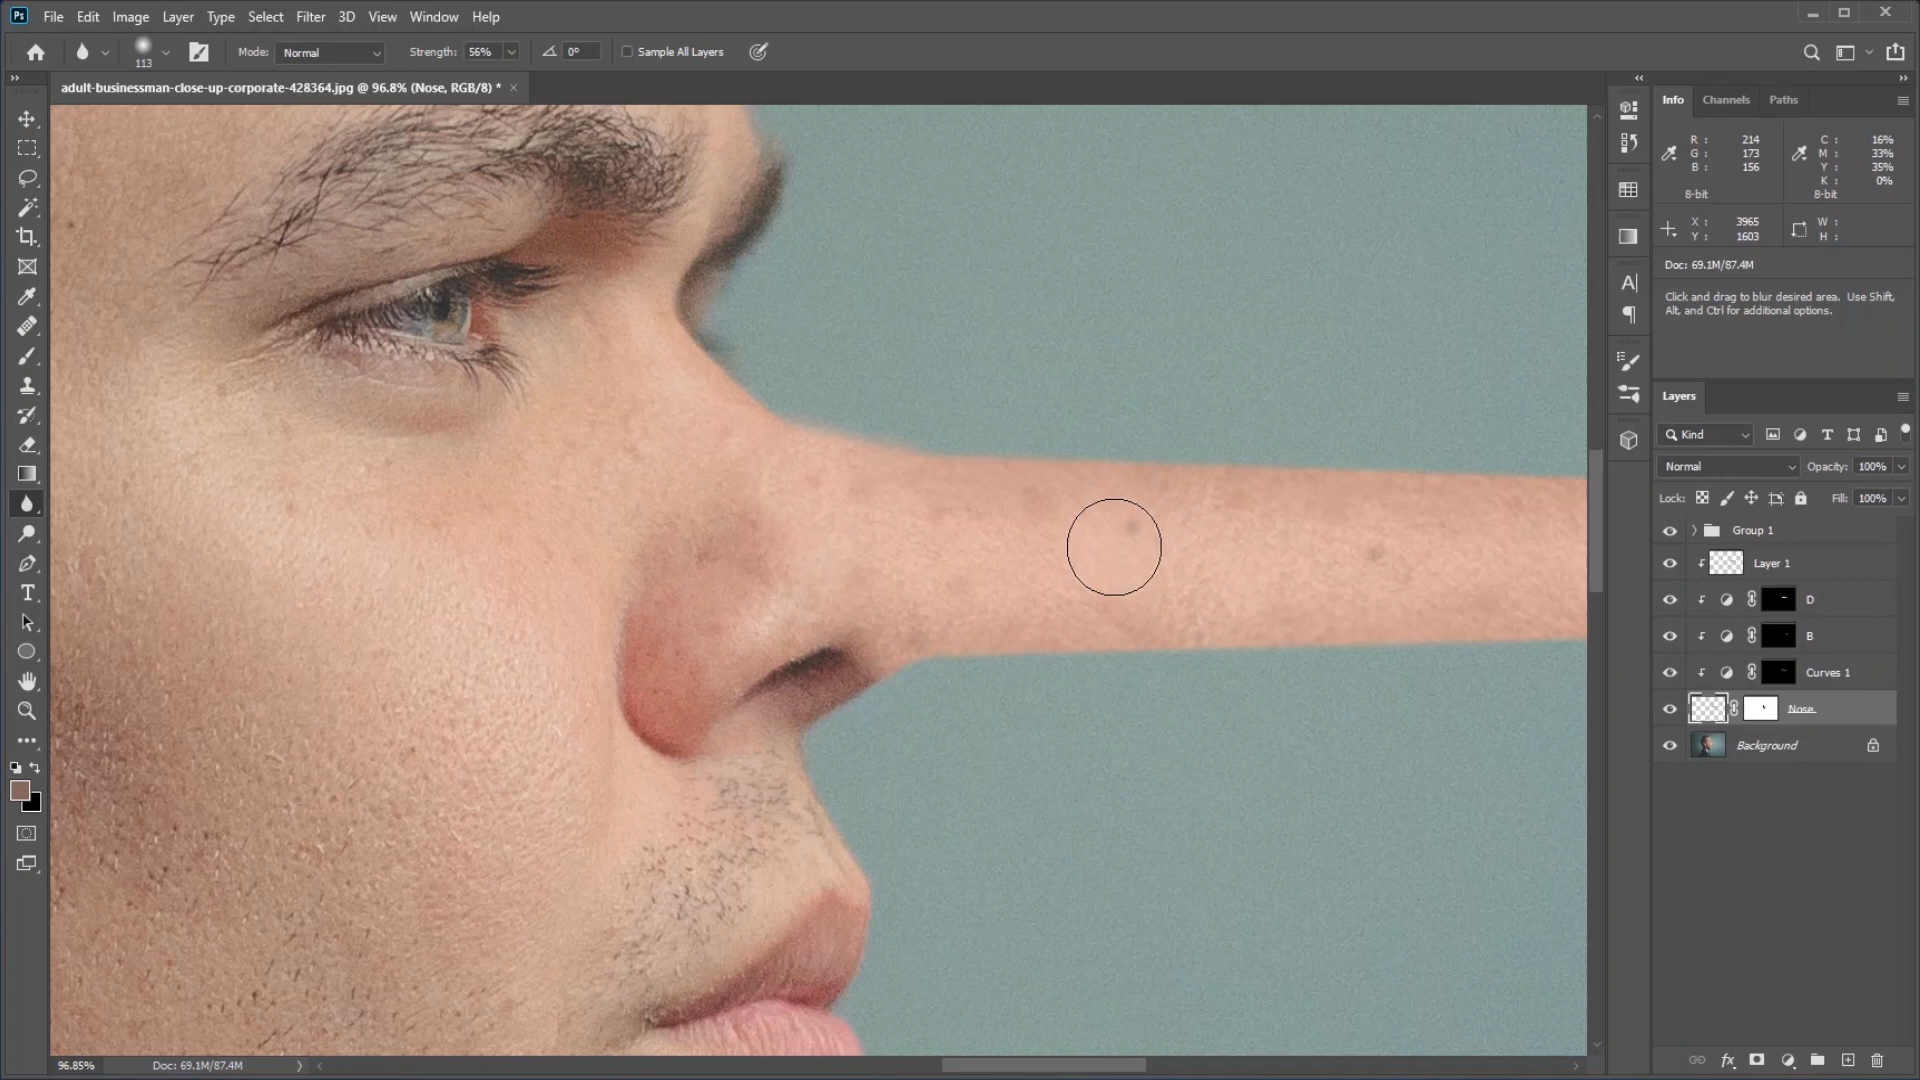 Ps File Edit Image Layer Type Select Filter 3D View Window Help
113 Mode: Normal Strength: 56% 0° Sample All Layers
adult-businessman-close-up-corporate-428364.jpg @ 96.8% (Nose, RGB/8) * ×
Info Channels Paths
R : 214 C : 16%
G : 173 M : 33%
B : 156 Y : 35%
K : 0%
8-bit 8-bit
X : 3965 W :
Y : 1603 H :
Doc: 69.1M/87.4M
Click and drag to blur desired area. Use Shift,
Alt, and Ctrl for additional options.
Layers
Kind
Normal Opacity: 100%
Lock: Fill: 100%
Group 1
Layer 1
D
B
Curves 1
Nose
Background
fx
96.85% Doc: 69.1M/87.4M